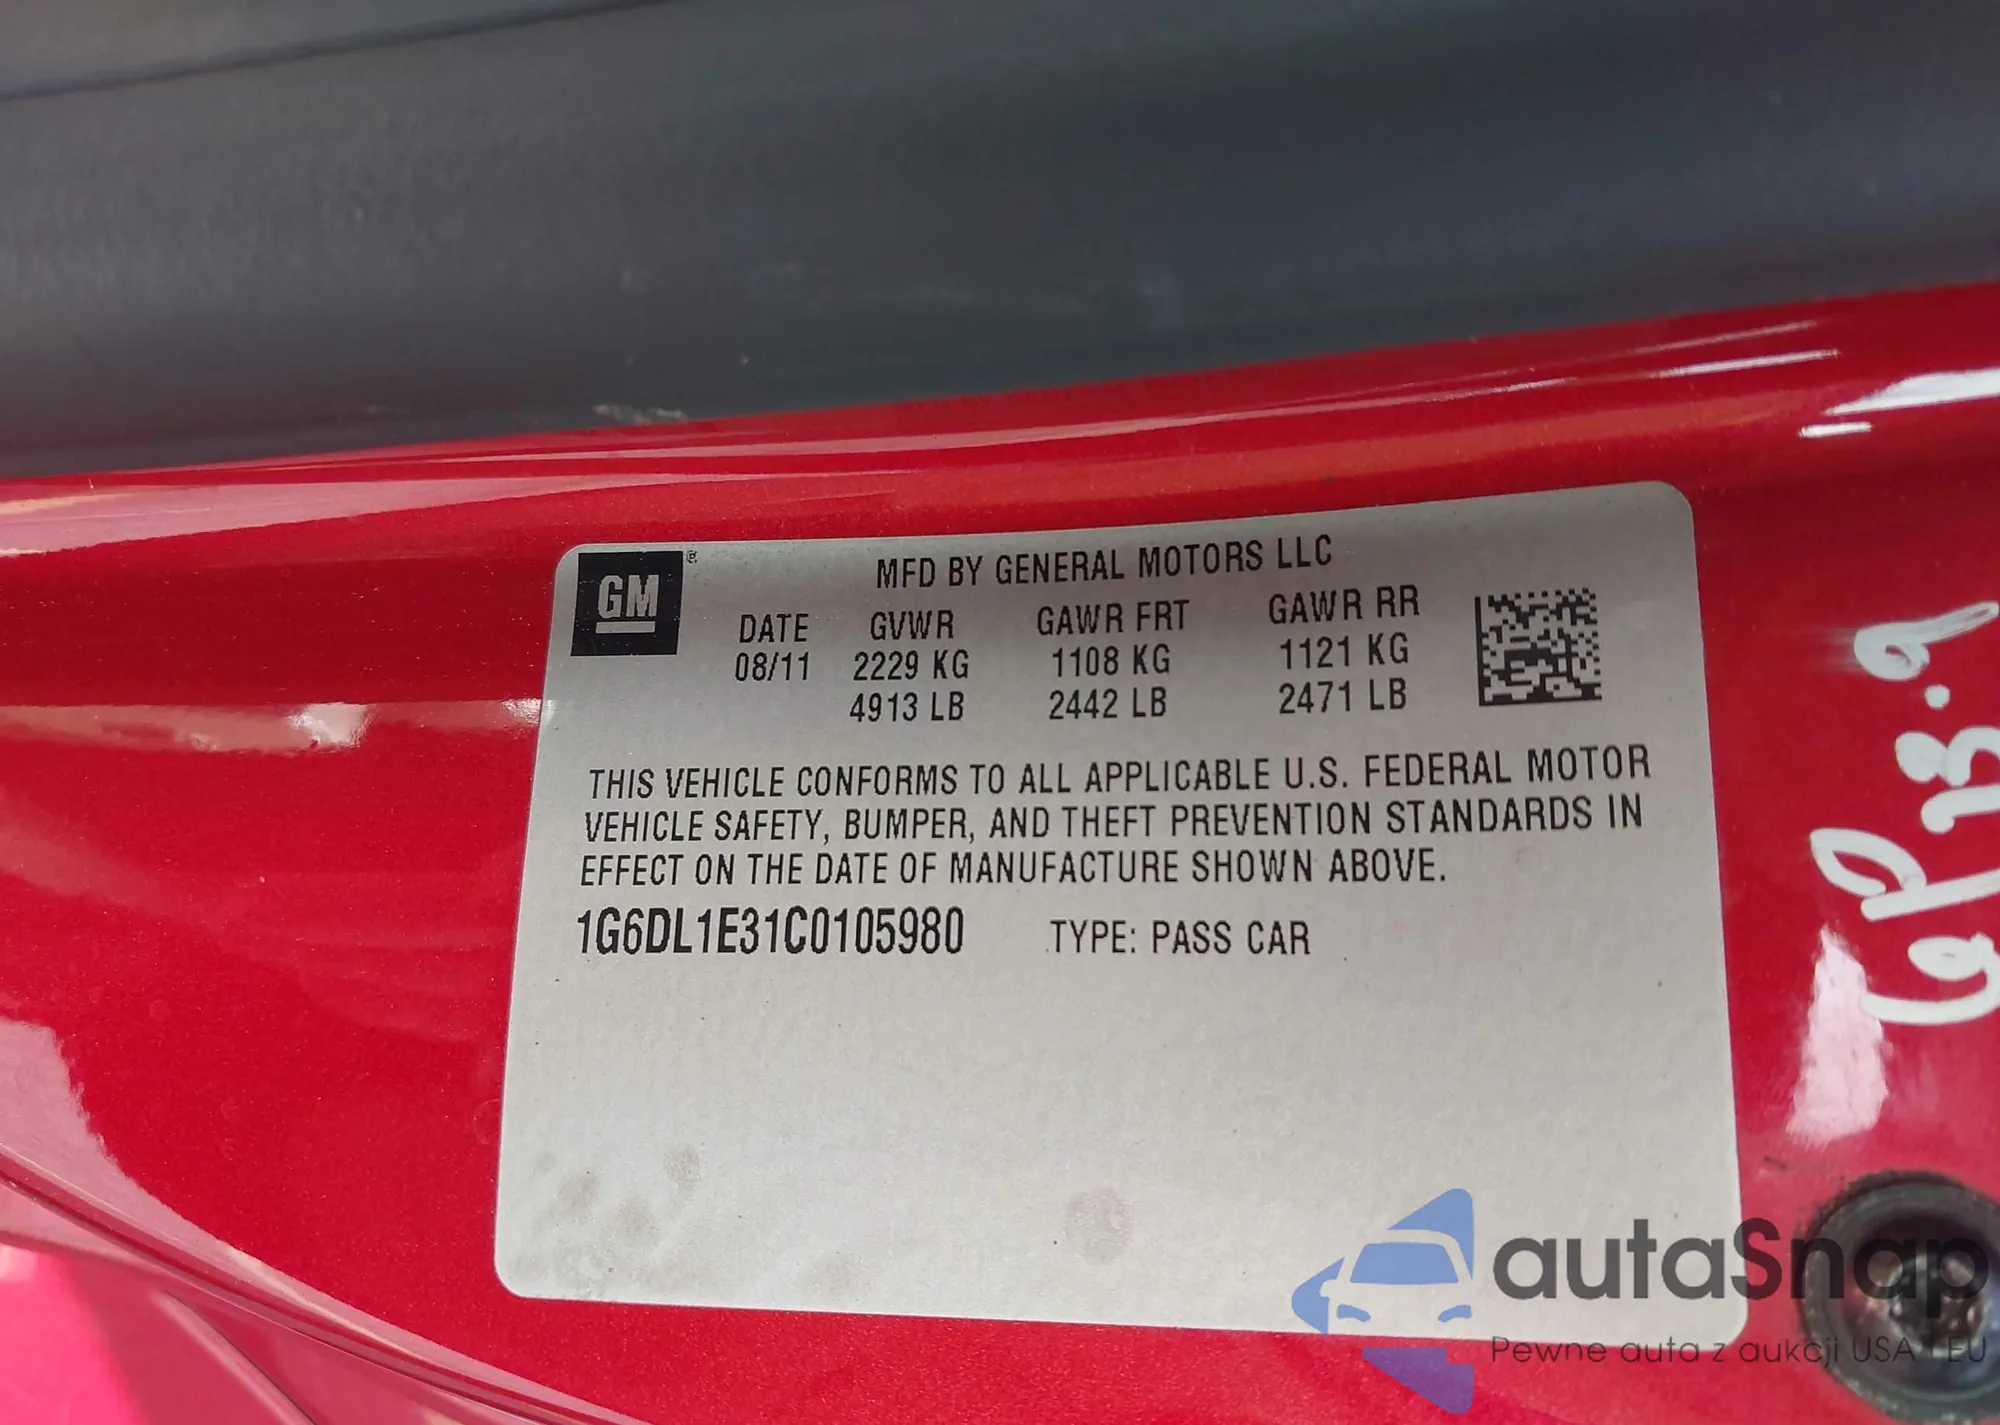 GM ®
MFD BY GENERAL MOTORS LLC
DATE GVWR GAWR FRT GAWR RR
08/11 2229 KG 1108 KG 1121 KG
4913 LB 2442 LB 2471 LB
THIS VEHICLE CONFORMS TO ALL APPLICABLE U.S. FEDERAL MOTOR
VEHICLE SAFETY, BUMPER, AND THEFT PREVENTION STANDARDS IN
EFFECT ON THE DATE OF MANUFACTURE SHOWN ABOVE.
1G6DL1E31C0105980 TYPE: PASS CAR
autaSnap
Pewne auta z aukcji USA i EU